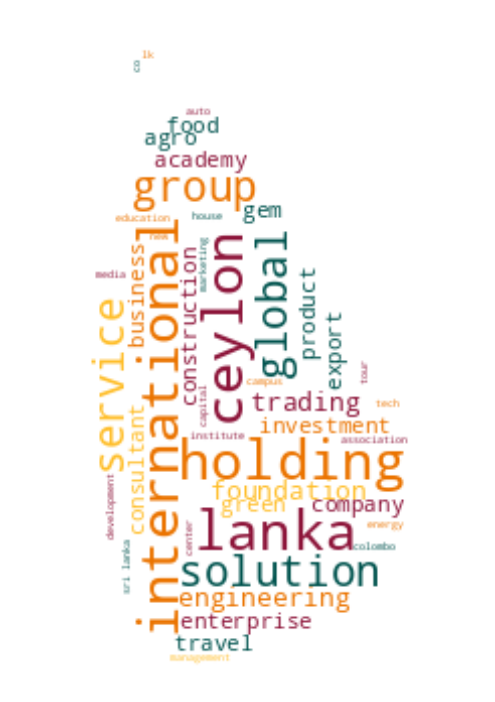 lk
co
auto
food
agro
academy
group
gem
education
house
new
international
business
construction
marketing
ceylon
global
product
export
media
service
tour
campus
capital
trading
tech
consultant
investment
institute
association
holding
foundation
green
company
development
lanka
energy
center
colombo
sri lanka
solution
engineering
enterprise
travel
management